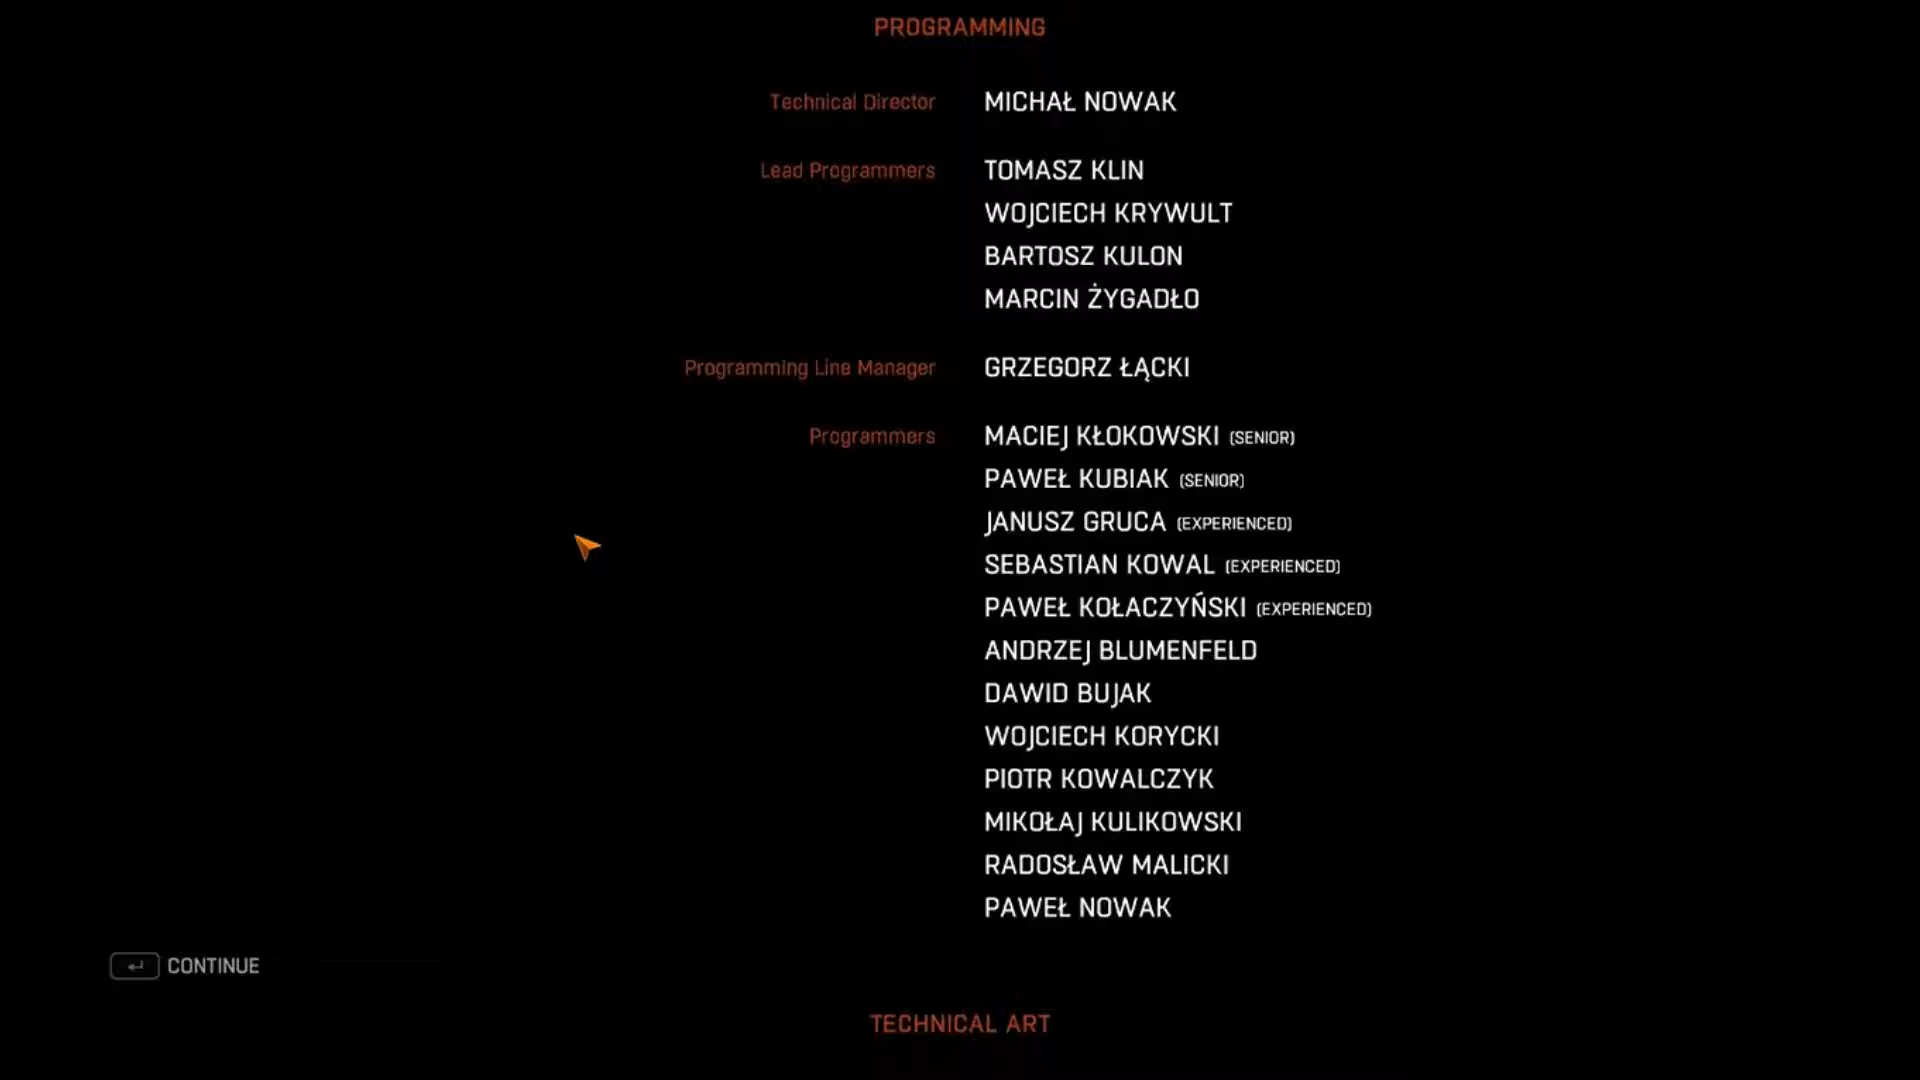 PROGRAMMING
Technical Director MICHAŁ NOWAK
Lead Programmers TOMASZ KLIN
WOJCIECH KRYWULT
BARTOSZ KULON
MARCIN ŻYGADŁO
Programming Line Manager GRZEGORZ ŁĄCKI
Programmers MACIEJ KŁOKOWSKI (SENIOR)
PAWEŁ KUBIAK (SENIOR)
JANUSZ GRUCA (EXPERIENCED)
SEBASTIAN KOWAL (EXPERIENCED)
PAWEŁ KOŁACZYŃSKI (EXPERIENCED)
ANDRZEJ BLUMENFELD
DAWID BUJAK
WOJCIECH KORYCKI
PIOTR KOWALCZYK
MIKOŁAJ KULIKOWSKI
RADOSŁAW MALICKI
PAWEŁ NOWAK
CONTINUE
TECHNICAL ART